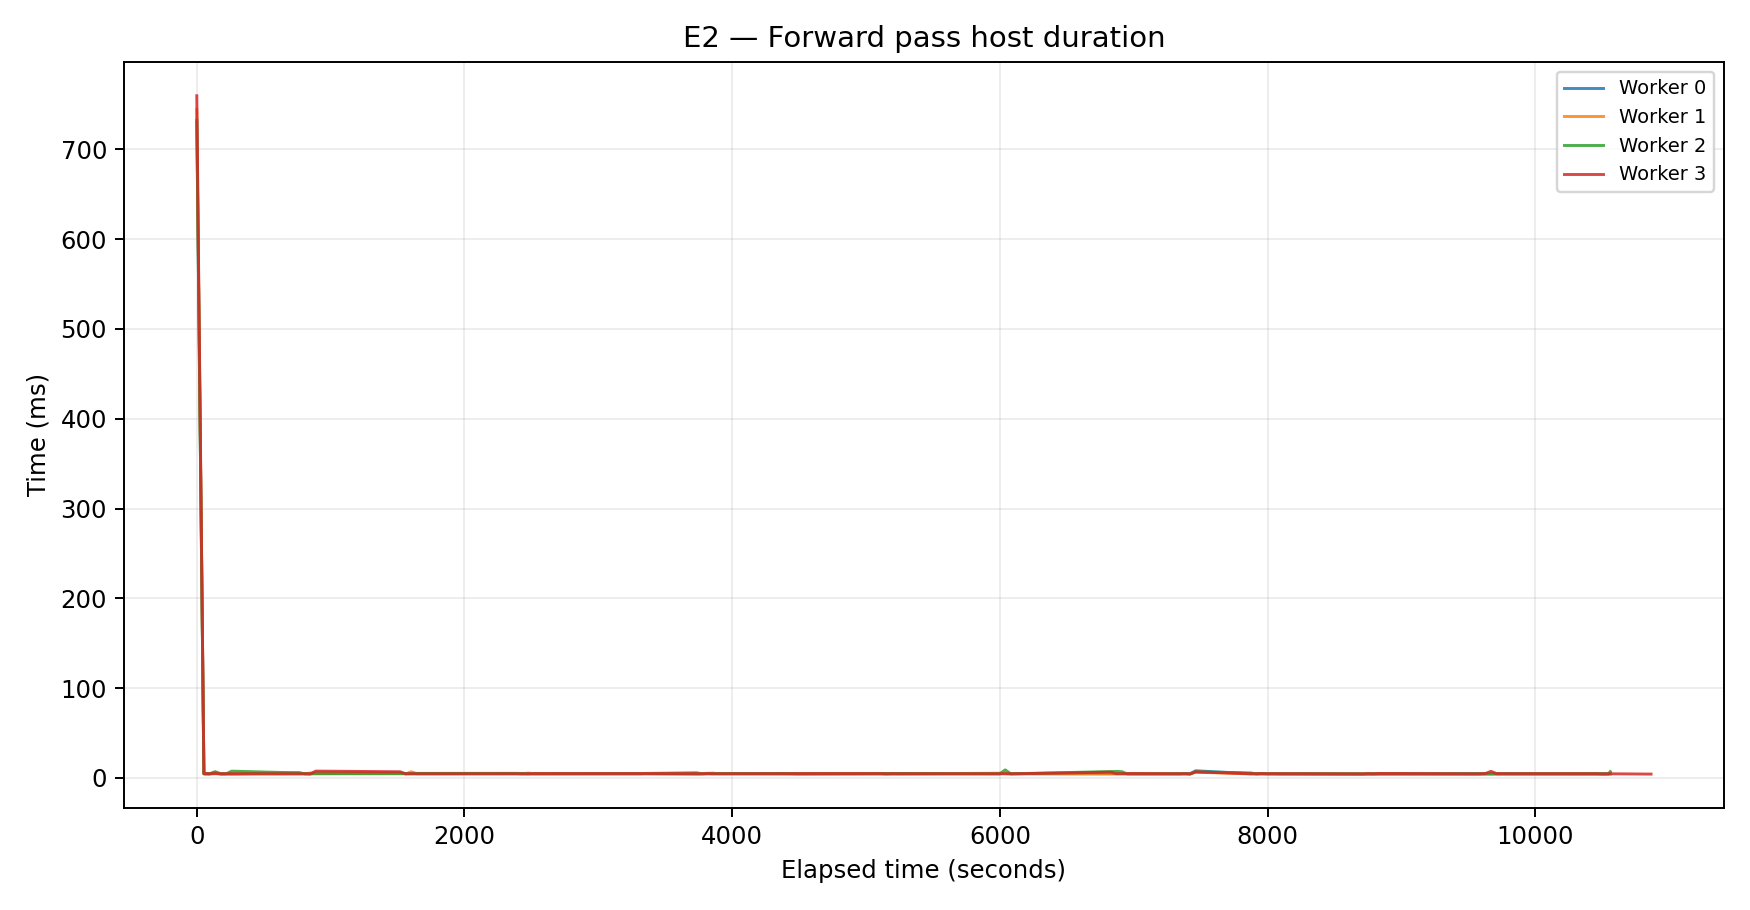 E2 — Forward pass host duration
Worker 0
Worker 1
Worker 2
Worker 3
Time (ms)
700
600
500
400
300
200
100
0
0 2000 4000 6000 8000 10000
Elapsed time (seconds)